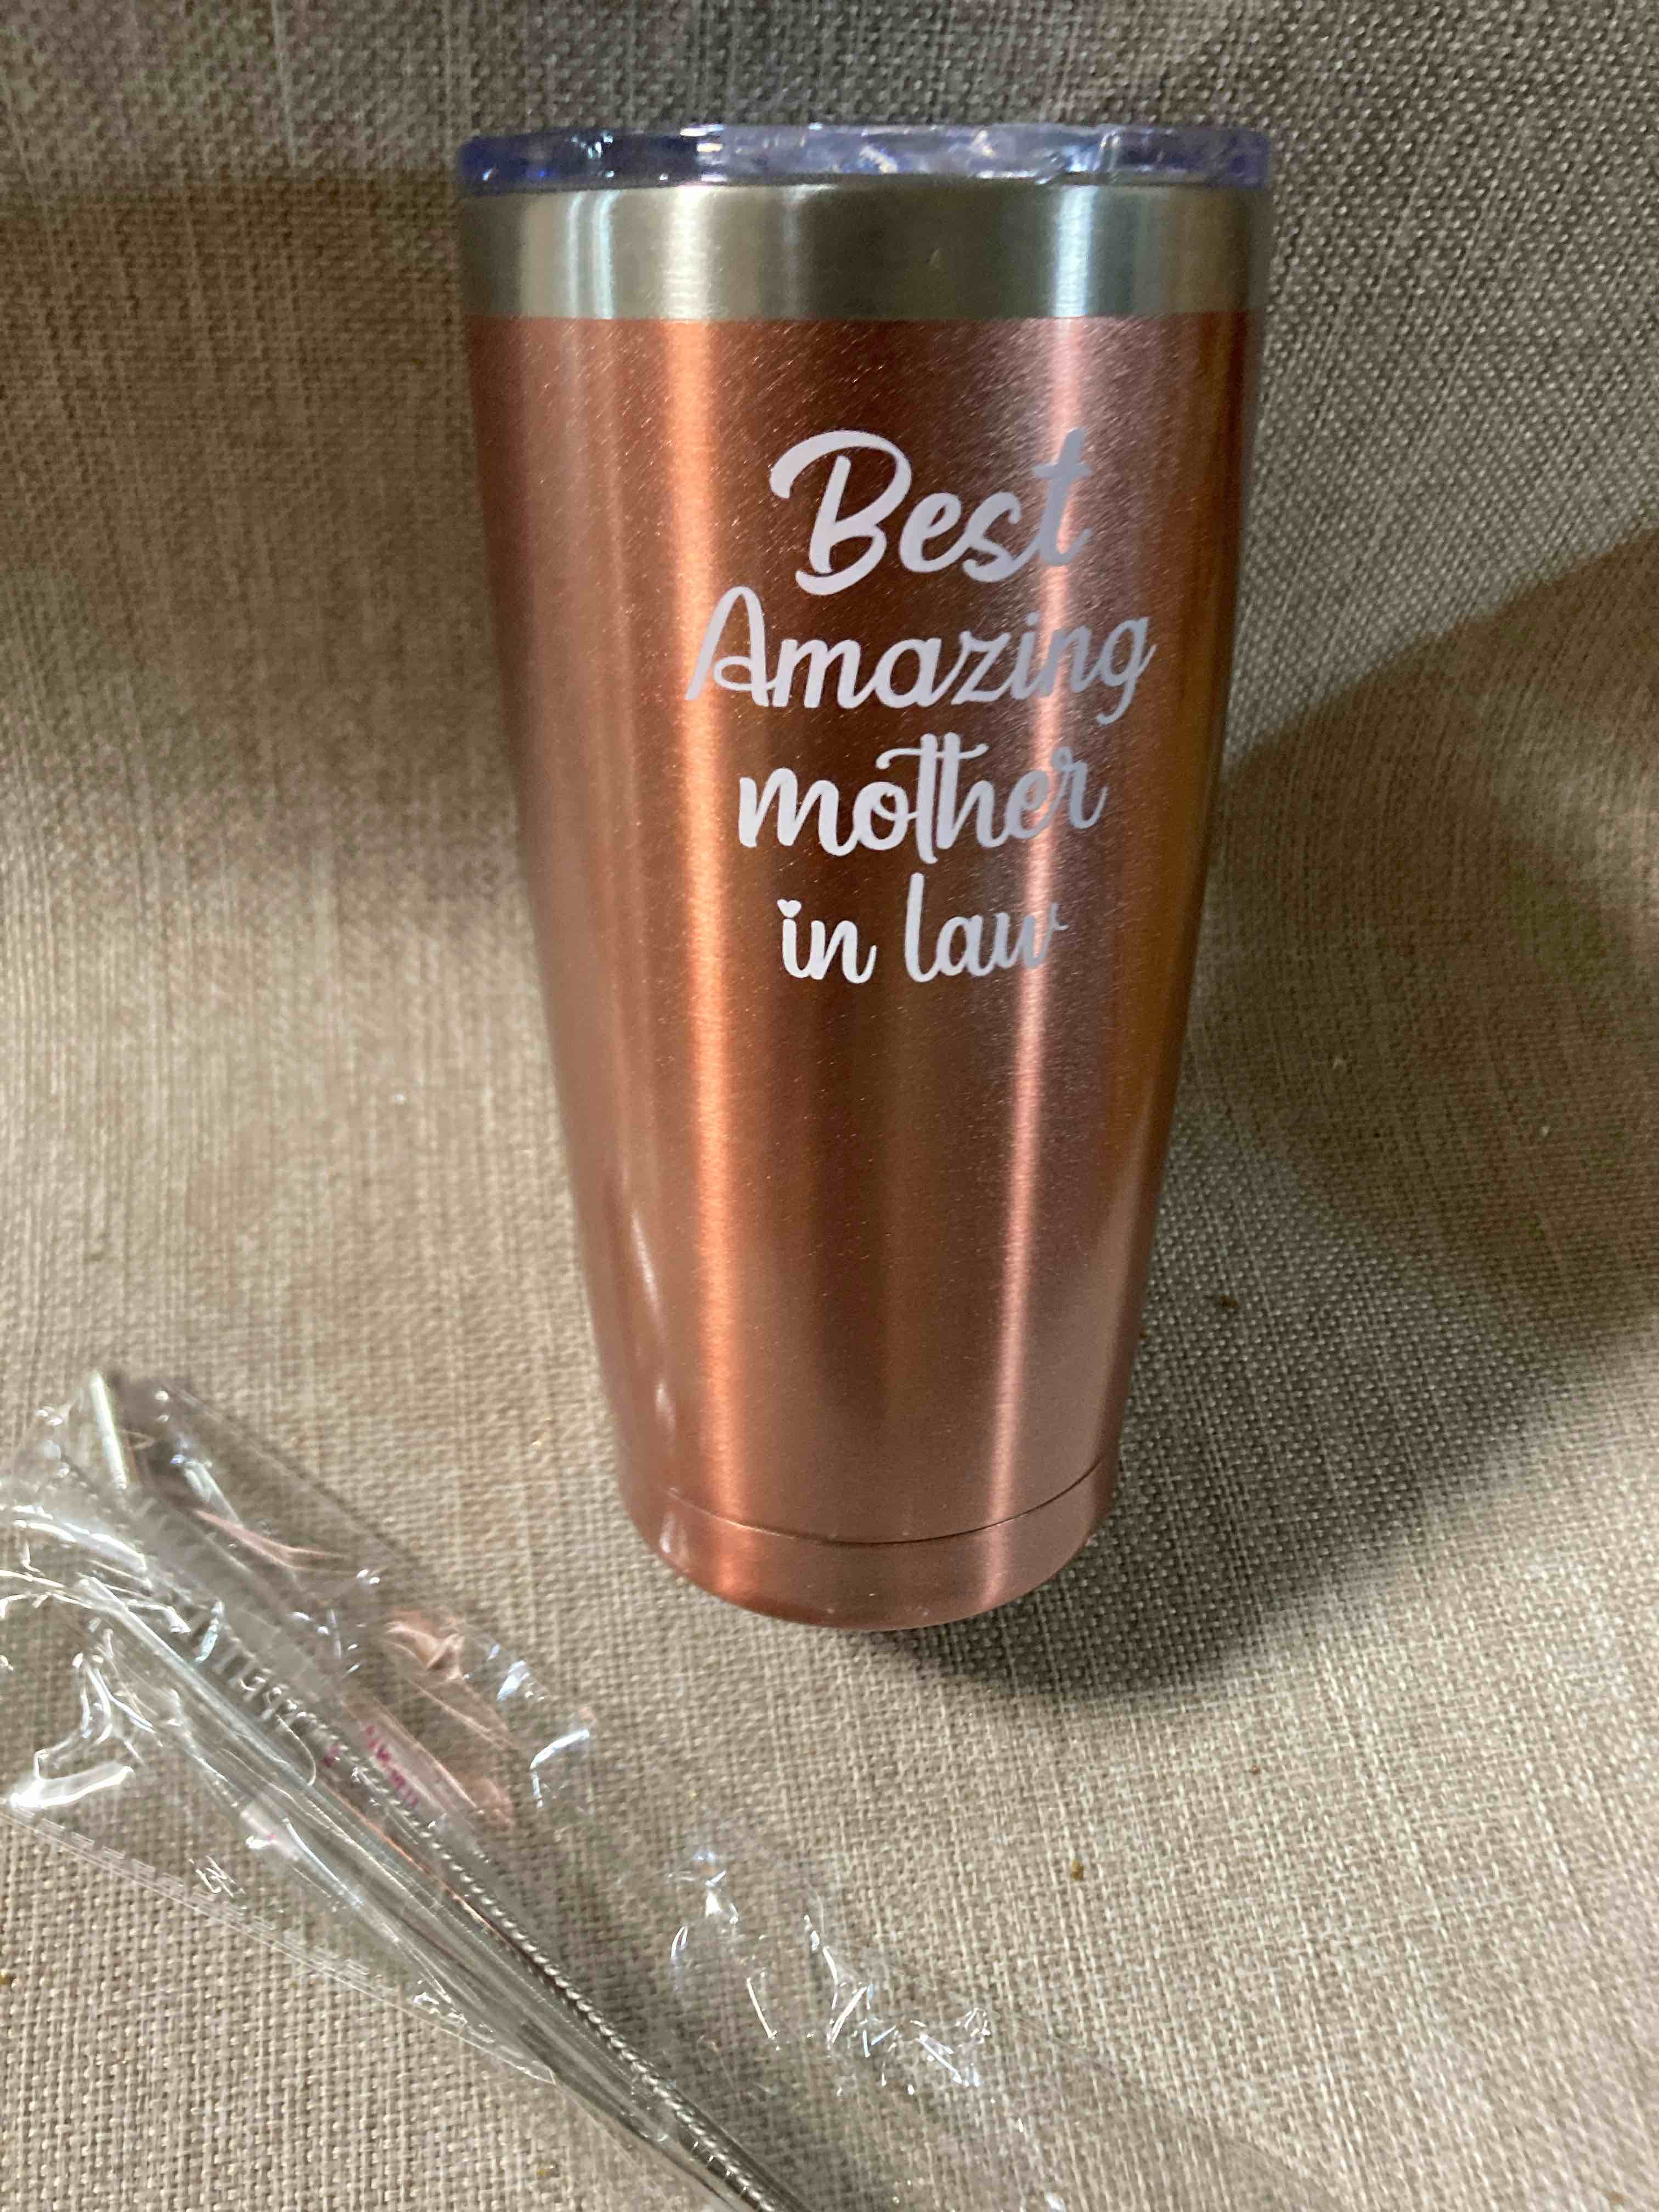 Best
Amazing
mother
in law